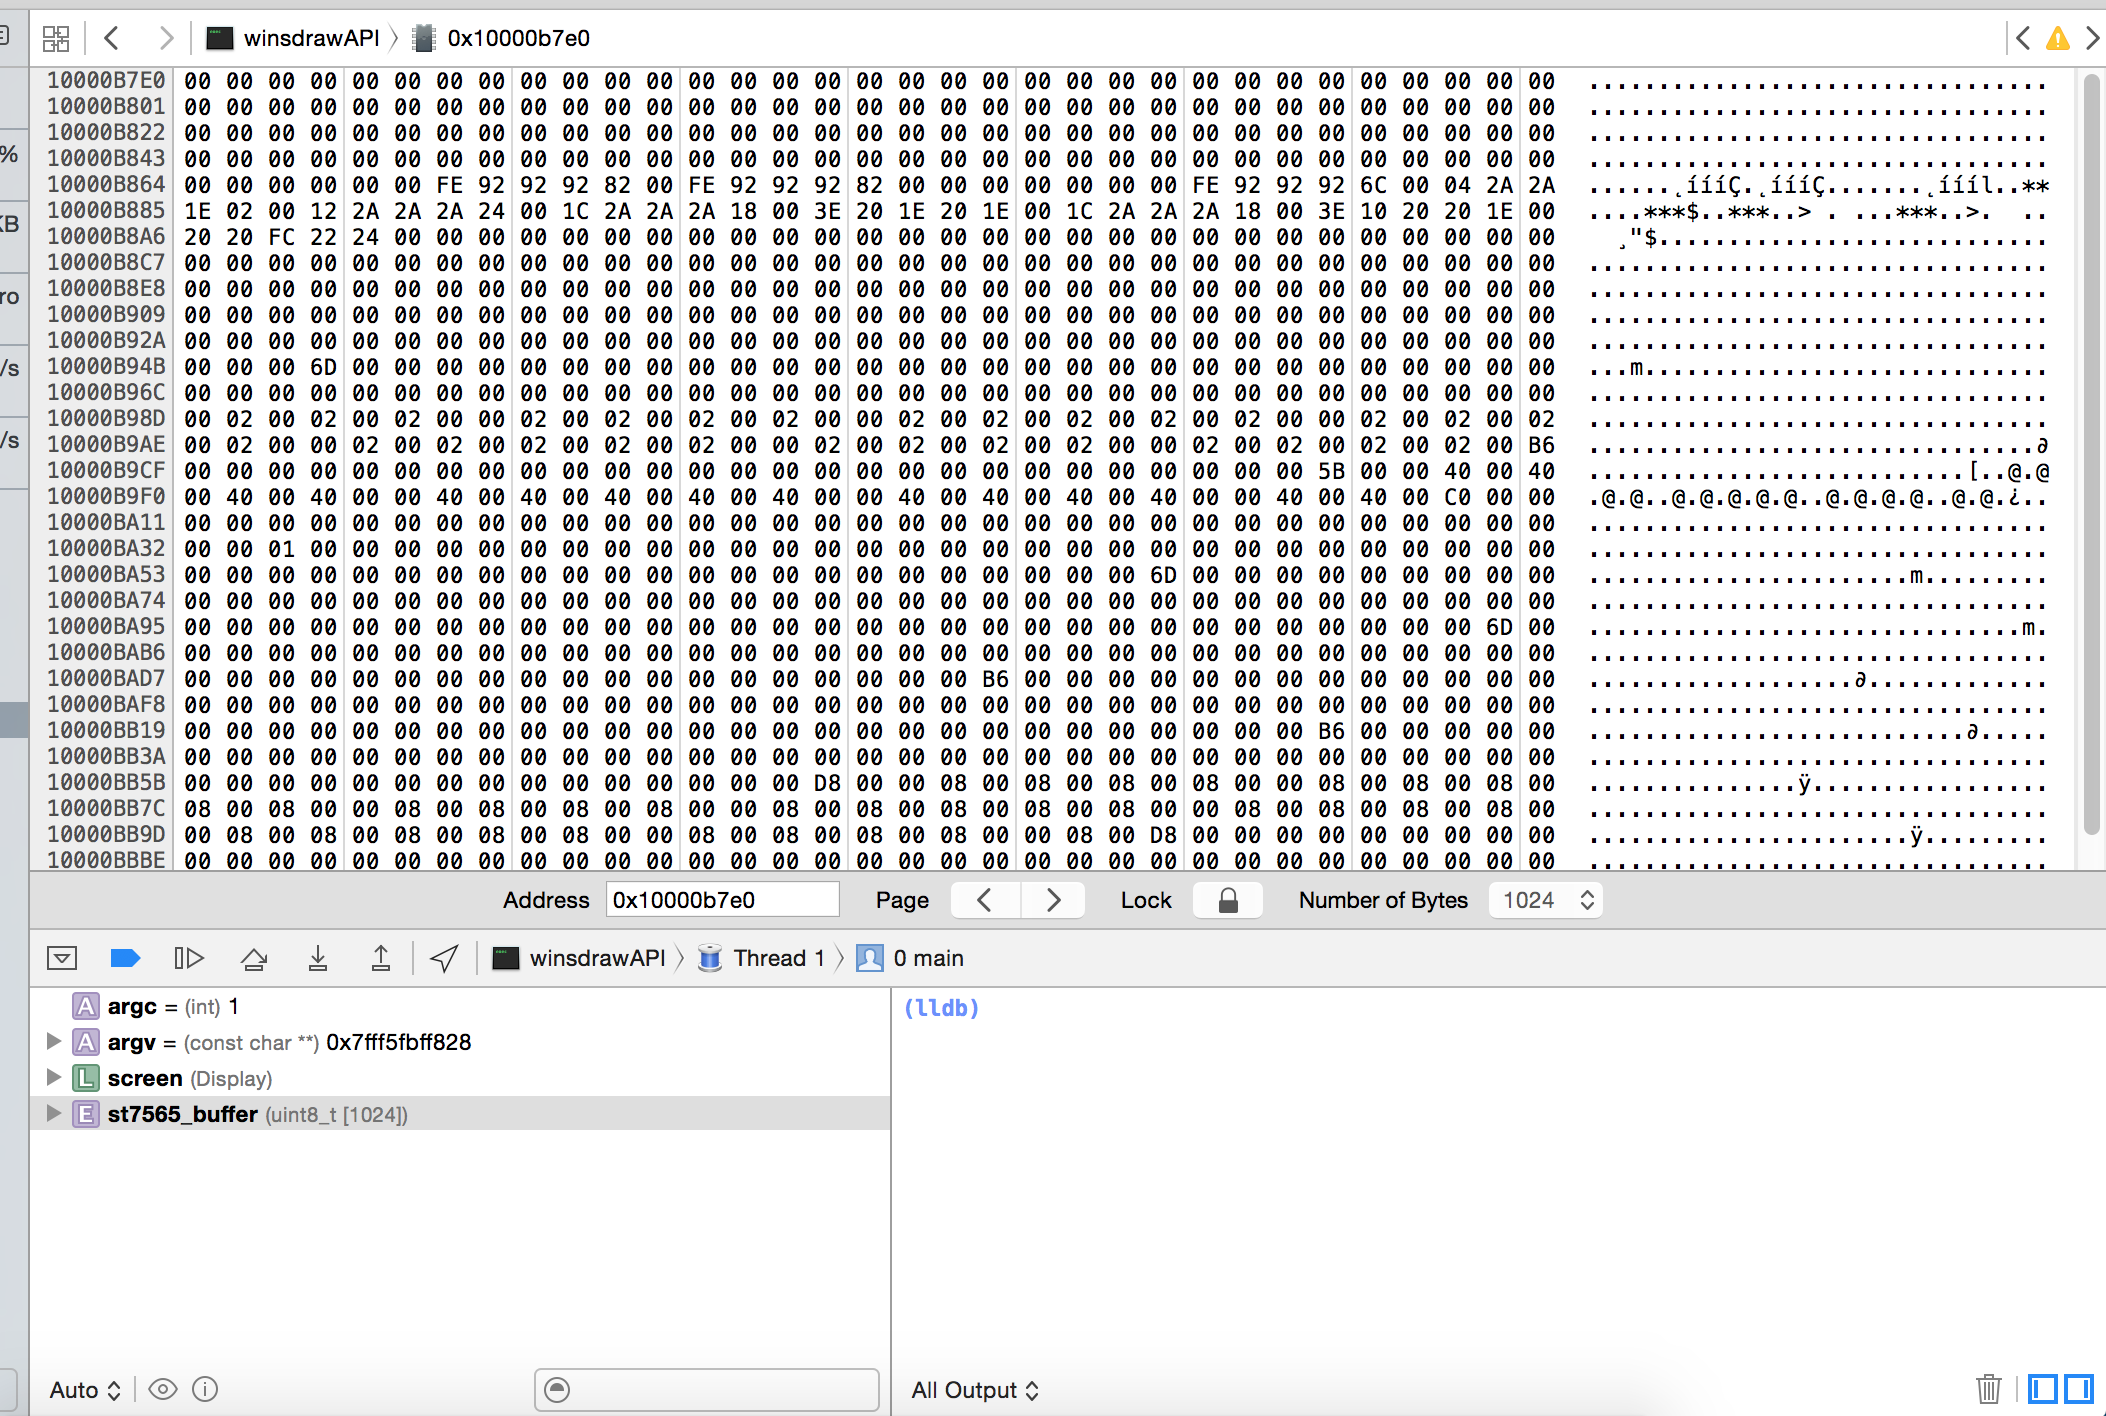 winsdrawAPI 0x10000b7e0
10000B7E0 00 00 00 00 00 00 00 00 00 00 00 00 00 00 00 00 00 00 00 00 00 00 00 00 00 00 00 00 00 00 00 00 00 .................................
10000B801 00 00 00 00 00 00 00 00 00 00 00 00 00 00 00 00 00 00 00 00 00 00 00 00 00 00 00 00 00 00 00 00 00 .................................
10000B822 00 00 00 00 00 00 00 00 00 00 00 00 00 00 00 00 00 00 00 00 00 00 00 00 00 00 00 00 00 00 00 00 00 .................................
% 10000B843 00 00 00 00 00 00 00 00 00 00 00 00 00 00 00 00 00 00 00 00 00 00 00 00 00 00 00 00 00 00 00 00 00 .................................
10000B864 00 00 00 00 00 00 FE 92 92 92 82 00 FE 92 92 92 82 00 00 00 00 00 00 00 FE 92 92 92 6C 00 04 2A 2A ......˛íííÇ.˛íííÇ.......˛íííl..**
KB 10000B885 1E 02 00 12 2A 2A 2A 24 00 1C 2A 2A 2A 18 00 3E 20 1E 20 1E 00 1C 2A 2A 2A 18 00 3E 10 20 20 1E 00 ....***$..***..> . ...***..>.  ..
10000B8A6 20 20 FC 22 24 00 00 00 00 00 00 00 00 00 00 00 00 00 00 00 00 00 00 00 00 00 00 00 00 00 00 00 00 ¸"$............................
10000B8C7 00 00 00 00 00 00 00 00 00 00 00 00 00 00 00 00 00 00 00 00 00 00 00 00 00 00 00 00 00 00 00 00 00 .................................
ro 10000B8E8 00 00 00 00 00 00 00 00 00 00 00 00 00 00 00 00 00 00 00 00 00 00 00 00 00 00 00 00 00 00 00 00 00 .................................
10000B909 00 00 00 00 00 00 00 00 00 00 00 00 00 00 00 00 00 00 00 00 00 00 00 00 00 00 00 00 00 00 00 00 00 .................................
10000B92A 00 00 00 00 00 00 00 00 00 00 00 00 00 00 00 00 00 00 00 00 00 00 00 00 00 00 00 00 00 00 00 00 00 .................................
/s 10000B94B 00 00 00 6D 00 00 00 00 00 00 00 00 00 00 00 00 00 00 00 00 00 00 00 00 00 00 00 00 00 00 00 00 00 ...m.............................
10000B96C 00 00 00 00 00 00 00 00 00 00 00 00 00 00 00 00 00 00 00 00 00 00 00 00 00 00 00 00 00 00 00 00 00 .................................
10000B98D 00 02 00 02 00 02 00 00 02 00 02 00 02 00 02 00 00 02 00 02 00 02 00 02 00 02 00 00 02 00 02 00 02 .................................
/s 10000B9AE 00 02 00 00 02 00 02 00 02 00 02 00 02 00 00 02 00 02 00 02 00 02 00 00 02 00 02 00 02 00 02 00 B6 ................................∂
10000B9CF 00 00 00 00 00 00 00 00 00 00 00 00 00 00 00 00 00 00 00 00 00 00 00 00 00 00 00 5B 00 00 40 00 40 ...........................[..@.@
10000B9F0 00 40 00 40 00 00 40 00 40 00 40 00 40 00 40 00 00 40 00 40 00 40 00 40 00 00 40 00 40 00 C0 00 00 .@.@..@.@.@.@.@..@.@.@.@..@.@.¿..
10000BA11 00 00 00 00 00 00 00 00 00 00 00 00 00 00 00 00 00 00 00 00 00 00 00 00 00 00 00 00 00 00 00 00 00 .................................
10000BA32 00 00 01 00 00 00 00 00 00 00 00 00 00 00 00 00 00 00 00 00 00 00 00 00 00 00 00 00 00 00 00 00 00 .................................
10000BA53 00 00 00 00 00 00 00 00 00 00 00 00 00 00 00 00 00 00 00 00 00 00 00 6D 00 00 00 00 00 00 00 00 00 .......................m.........
10000BA74 00 00 00 00 00 00 00 00 00 00 00 00 00 00 00 00 00 00 00 00 00 00 00 00 00 00 00 00 00 00 00 00 00 .................................
10000BA95 00 00 00 00 00 00 00 00 00 00 00 00 00 00 00 00 00 00 00 00 00 00 00 00 00 00 00 00 00 00 00 6D 00 ...............................m.
10000BAB6 00 00 00 00 00 00 00 00 00 00 00 00 00 00 00 00 00 00 00 00 00 00 00 00 00 00 00 00 00 00 00 00 00 .................................
10000BAD7 00 00 00 00 00 00 00 00 00 00 00 00 00 00 00 00 00 00 00 B6 00 00 00 00 00 00 00 00 00 00 00 00 00 ...................∂.............
10000BAF8 00 00 00 00 00 00 00 00 00 00 00 00 00 00 00 00 00 00 00 00 00 00 00 00 00 00 00 00 00 00 00 00 00 .................................
10000BB19 00 00 00 00 00 00 00 00 00 00 00 00 00 00 00 00 00 00 00 00 00 00 00 00 00 00 00 B6 00 00 00 00 00 ...........................∂.....
10000BB3A 00 00 00 00 00 00 00 00 00 00 00 00 00 00 00 00 00 00 00 00 00 00 00 00 00 00 00 00 00 00 00 00 00 .................................
10000BB5B 00 00 00 00 00 00 00 00 00 00 00 00 00 00 00 D8 00 00 08 00 08 00 08 00 08 00 00 08 00 08 00 08 00 ...............ÿ.................
10000BB7C 08 00 08 00 00 08 00 08 00 08 00 08 00 00 08 00 08 00 08 00 08 00 08 00 00 08 00 08 00 08 00 08 00 .................................
10000BB9D 00 08 00 08 00 08 00 08 00 08 00 00 08 00 08 00 08 00 08 00 00 08 00 D8 00 00 00 00 00 00 00 00 00 .......................ÿ.........
10000BBBE 00 00 00 00 00 00 00 00 00 00 00 00 00 00 00 00 00 00 00 00 00 00 00 00 00 00 00 00 00 00 00 00 00 .................................
Address 0x10000b7e0 Page Lock Number of Bytes 1024
winsdrawAPI Thread 1 0 main
A argc = (int) 1
A argv = (const char **) 0x7fff5fbff828
L screen (Display)
E st7565_buffer (uint8_t [1024])
(lldb)
Auto All Output